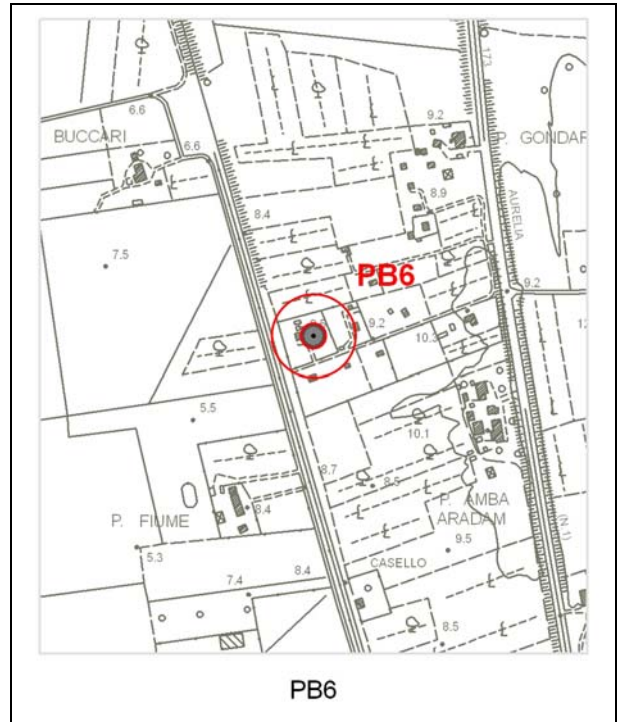 173
6.6
9.2
BUCCARI
P. GONDAR
6.6
8.9
AURELIA
8.4
7.5
PB6
9.2
9.2
10.3
5.5
10.1
8.7
8.5
P. AMBA
ARADAM
P. FIUME
8.4
(N.1)
9.5
5.3
CASELLO
7.4
8.4
8.5
PB6